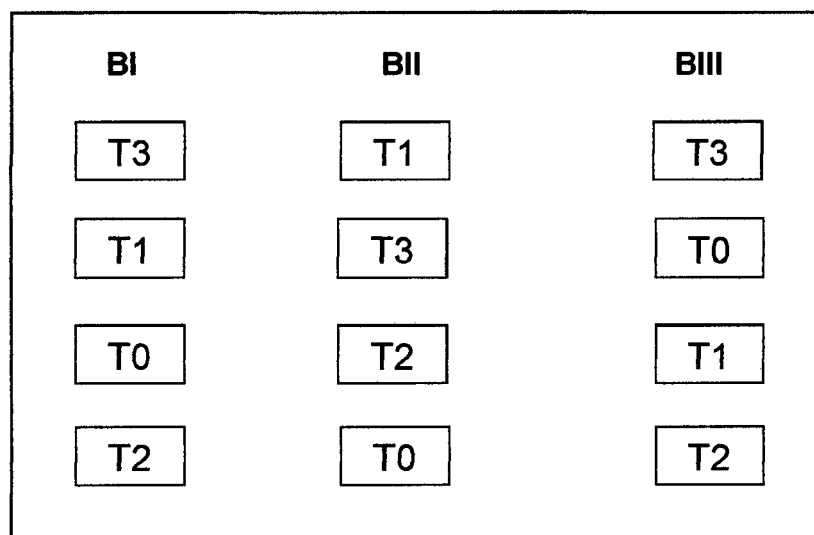 BI BII BIII
T3 T1 T3
T1 T3 T0
T0 T2 T1
T2 T0 T2